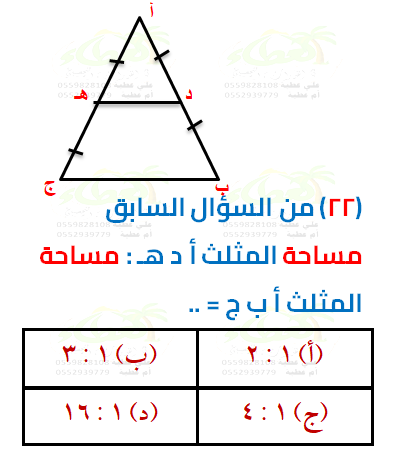 أ
هـ
د
ج
ب
(٢٢) من السؤال السابق
مساحة المثلث أ د هـ : مساحة
المثلث أ ب ج = ..
(أ) ١ : ٢
(ب) ١ : ٣
(ج) ١ : ٤
(د) ١ : ١٦